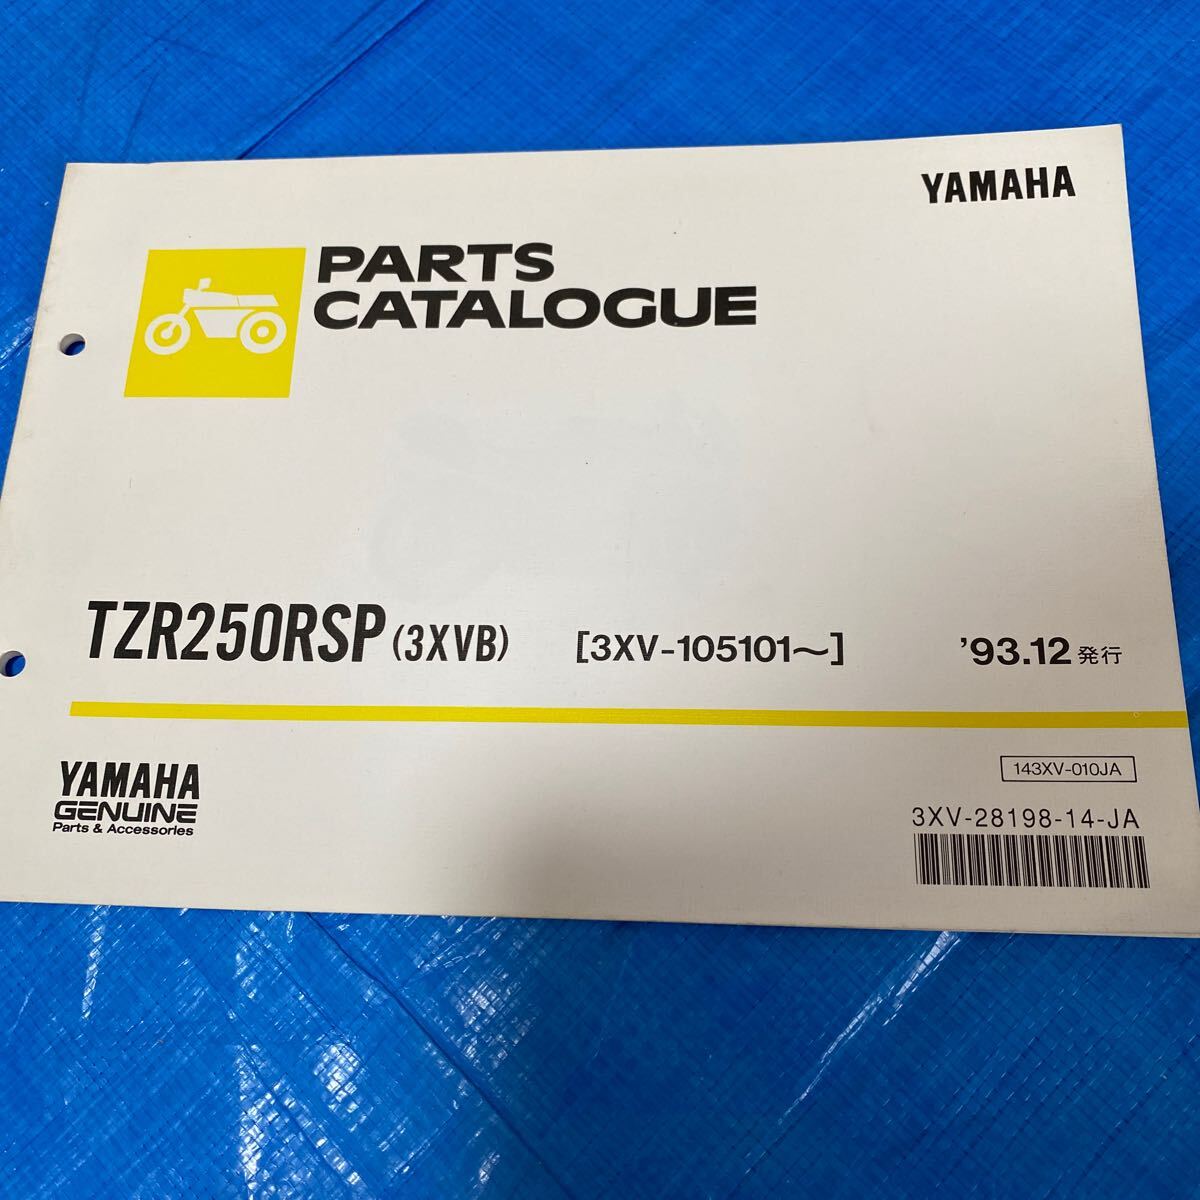 YAMAHA
PARTS
CATALOGUE
TZR250RSP (3XVB) [3XV-105101～] '93.12 発行
YAMAHA
GENUINE
Parts & Accessories
143XV-010JA
3XV-28198-14-JA